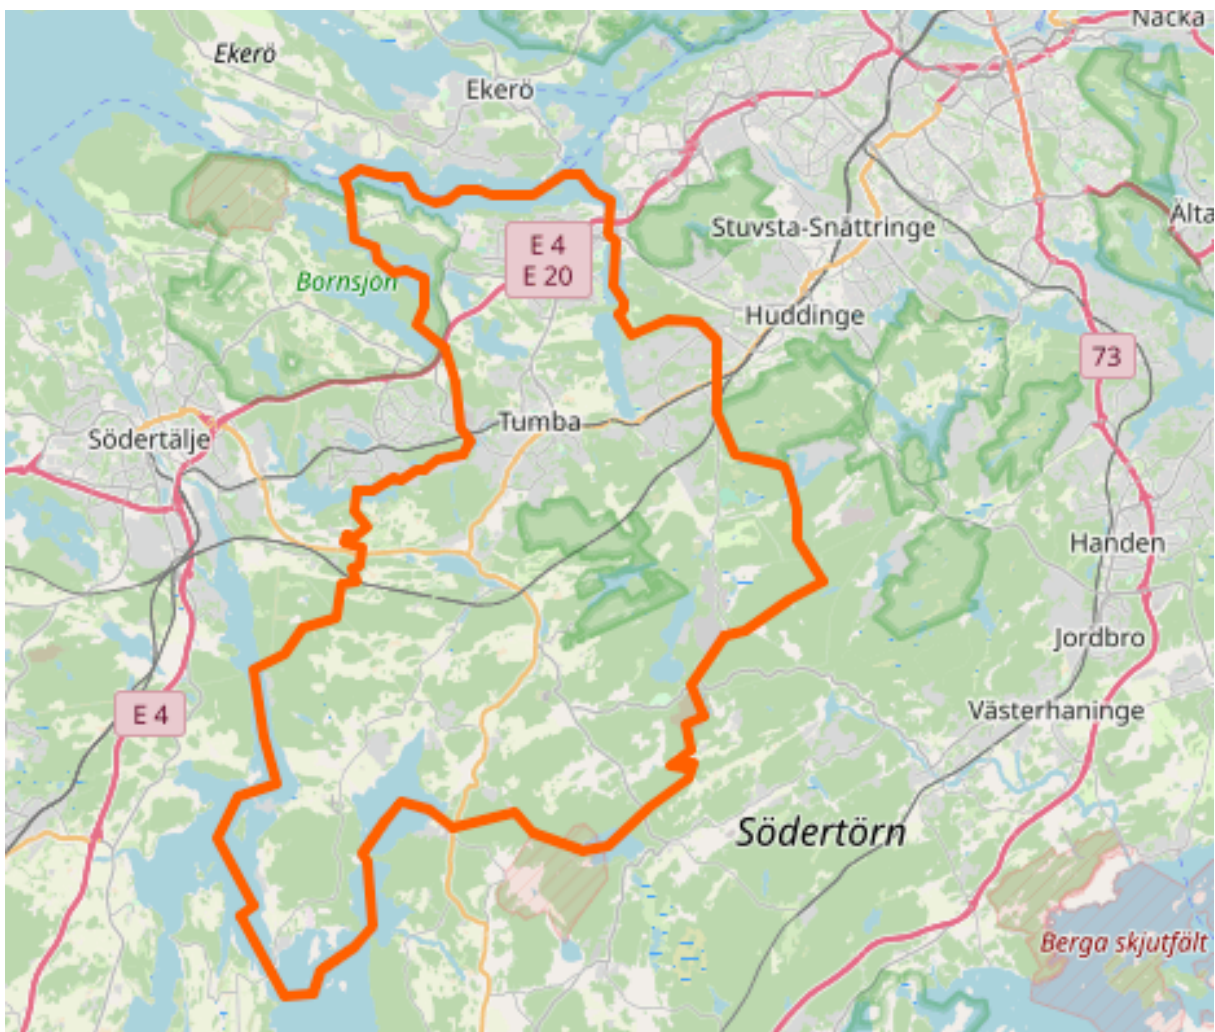 Nacka
Ekerö
Ekerö
Älta
Stuvsta-Snättringe
E 4
E 20
Bornsjön
Huddinge
73
Tumba
Södertälje
Handen
Jordbro
E 4
Västerhaninge
Södertörn
Berga skjutfält